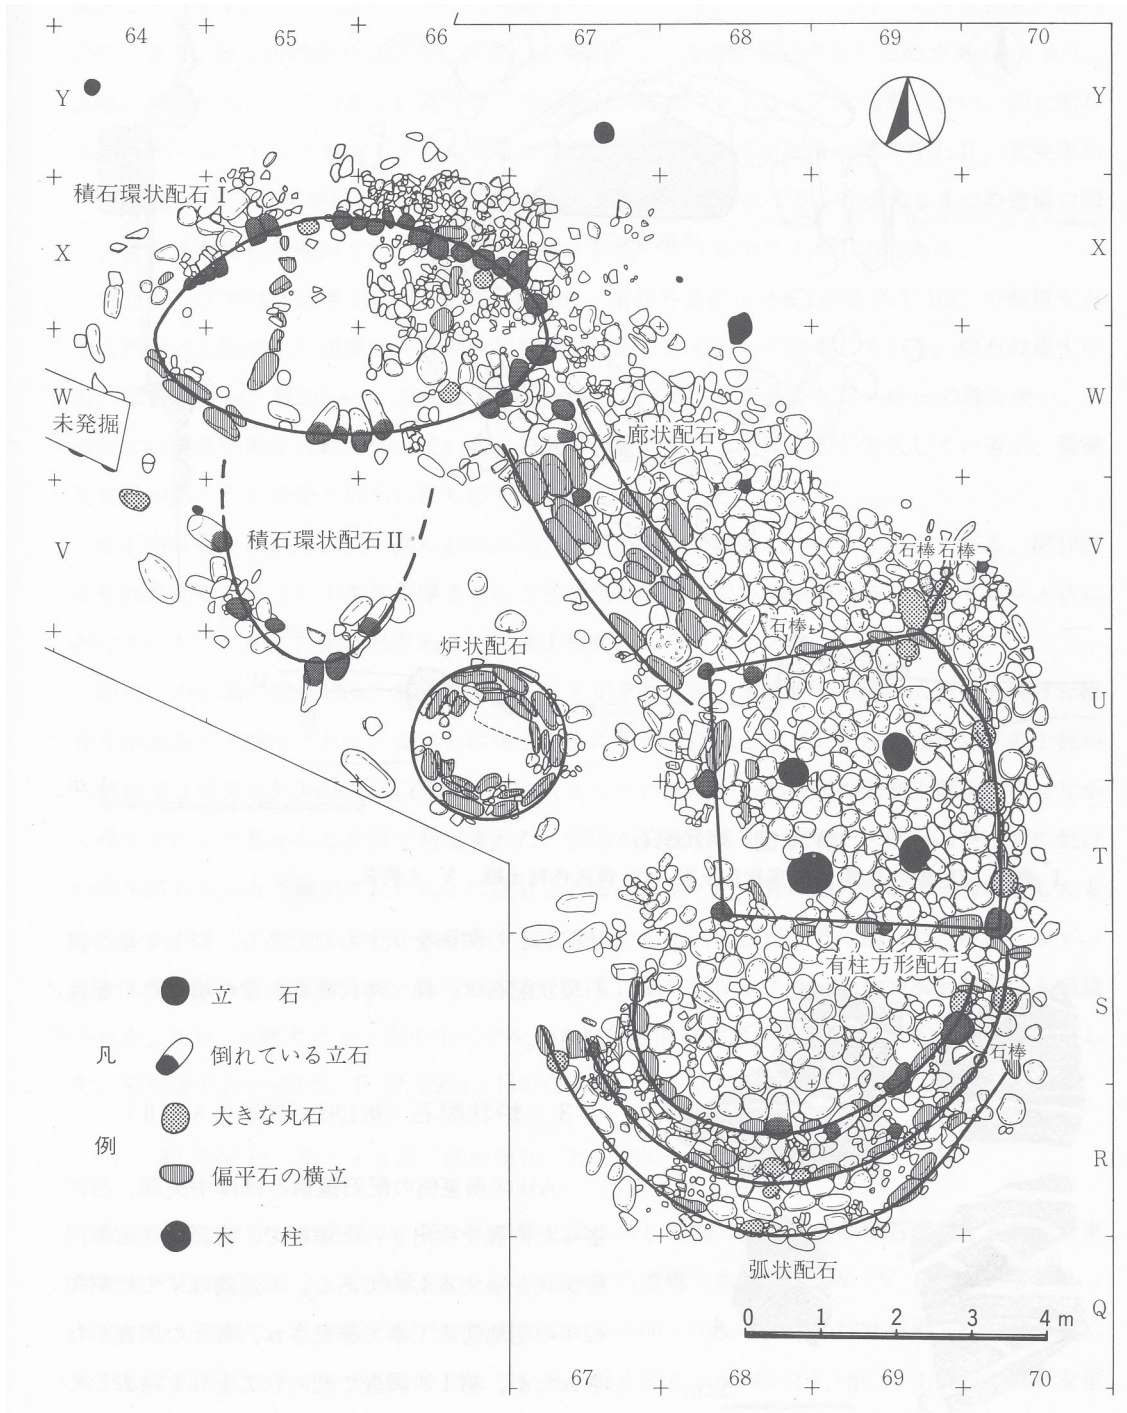 64 65 66 67 68 69 70
Y Y
積石環状配石Ⅰ
X X
W W
未発掘
廊状配石
V V
積石環状配石Ⅱ
石棒 石棒
石棒
炉状配石
U U
T T
有柱方形配石
S
石棒
R
弧状配石
Q
凡例
立石
倒れている立石
大きな丸石
偏平石の横立
木柱
0 1 2 3 4m
67 68 69 70